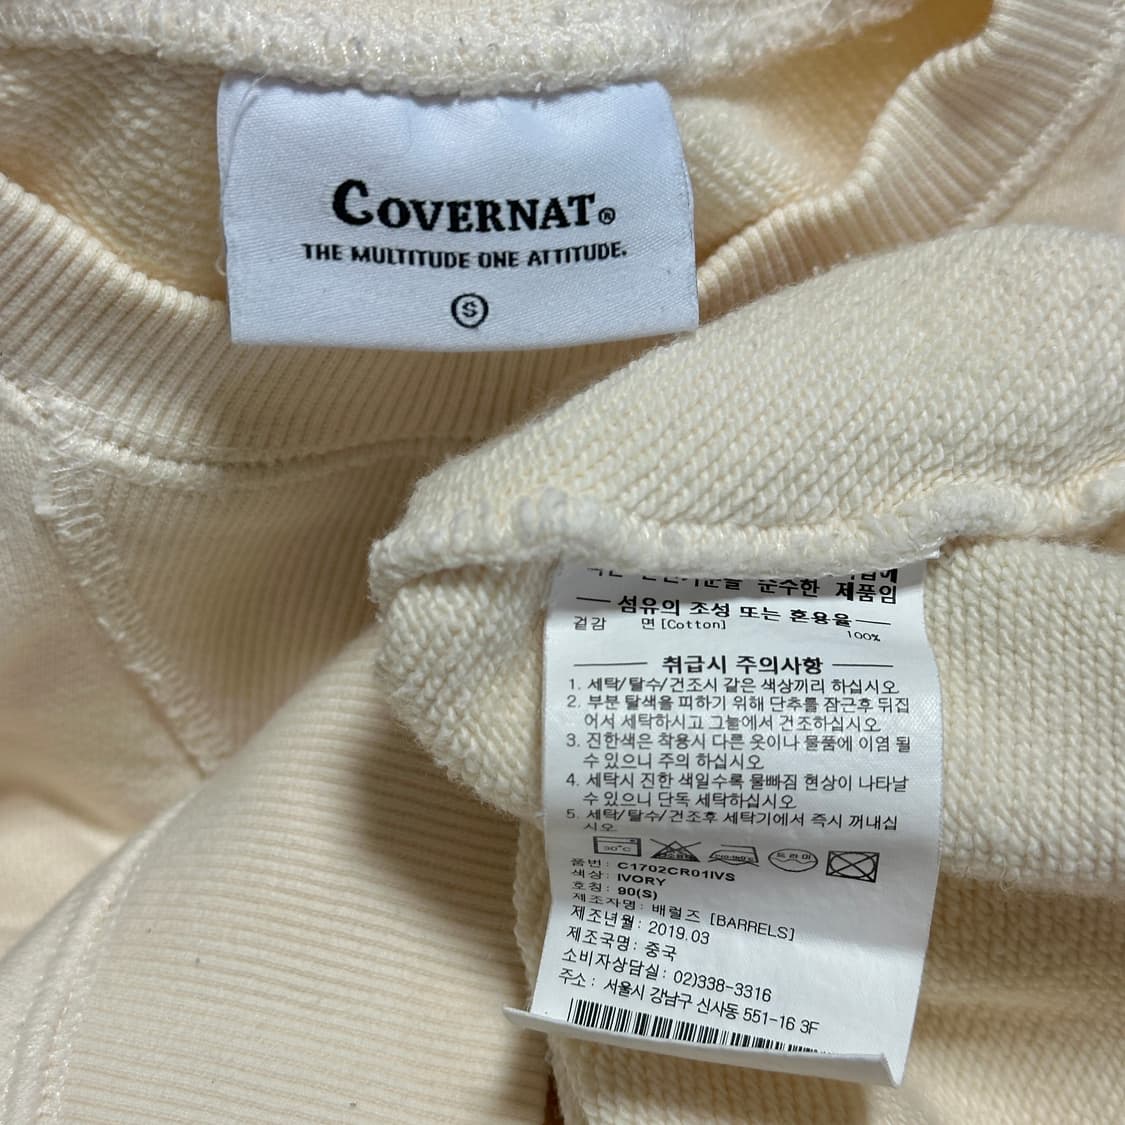 COVERNAT®
THE MULTITUDE ONE ATTITUDE.
S
순수한 제품임
섬유의 조성 또는 혼용율
겉감 면[Cotton] 100%
취급시 주의사항
1. 세탁/탈수/건조시 같은 색상끼리 하십시오
2. 부분 탈색을 피하기 위해 단추를 잠근후 뒤집
어서 세탁하시고 그늘에서 건조하십시오
3. 진한색은 착용시 다른 옷이나 물품에 이염 될
수 있으니 주의 하십시오
4. 세탁시 진한 색일수록 물빠짐 현상이 나타날
수 있으니 단독 세탁하십시오
5. 세탁/탈수/건조후 세탁기에서 즉시 꺼내십
시오
30℃ 드라이
품번: C1702CR01IVS
색상: IVORY
호칭: 90(S)
제조자명: 배럴즈 [BARRELS]
제조년월: 2019.03
제조국명: 중국
소비자상담실: 02)338-3316
주소: 서울시 강남구 신사동 551-16 3F